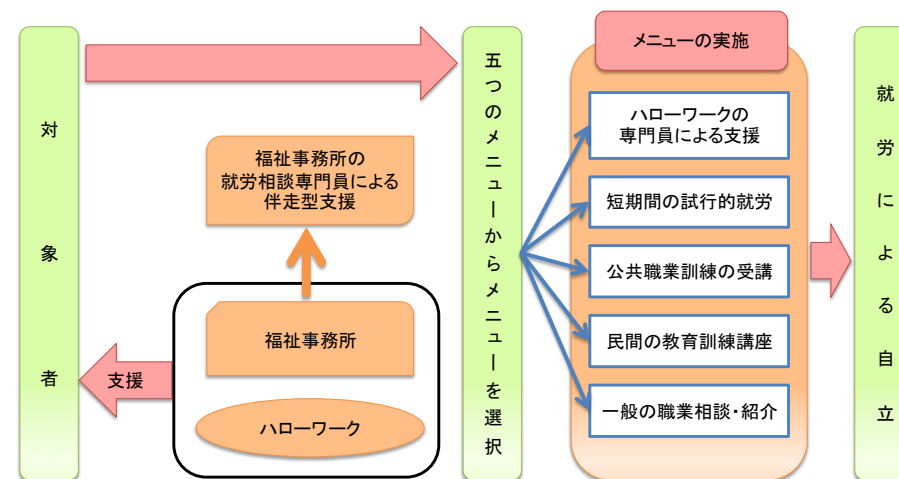 対象者
福祉事務所の
就労相談専門員による
伴走型支援
福祉事務所
ハローワーク
支援
五つのメニューからメニューを選択
メニューの実施
ハローワークの
専門員による支援
短期間の試行的就労
公共職業訓練の受講
民間の教育訓練講座
一般の職業相談・紹介
就労による自立